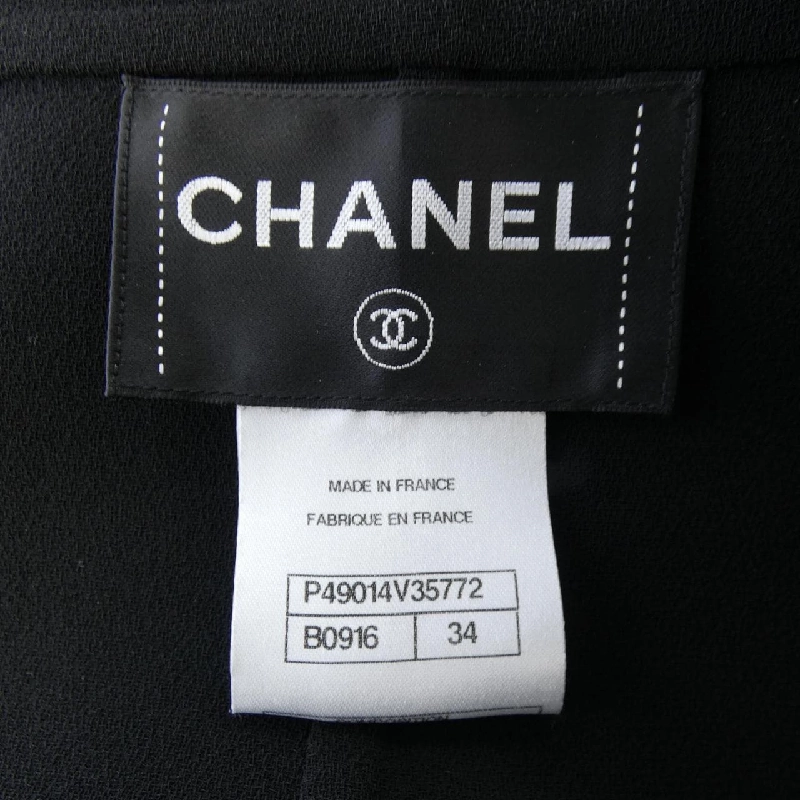 CHANEL
MADE IN FRANCE
FABRIQUE EN FRANCE
P49014V35772
B0916 34